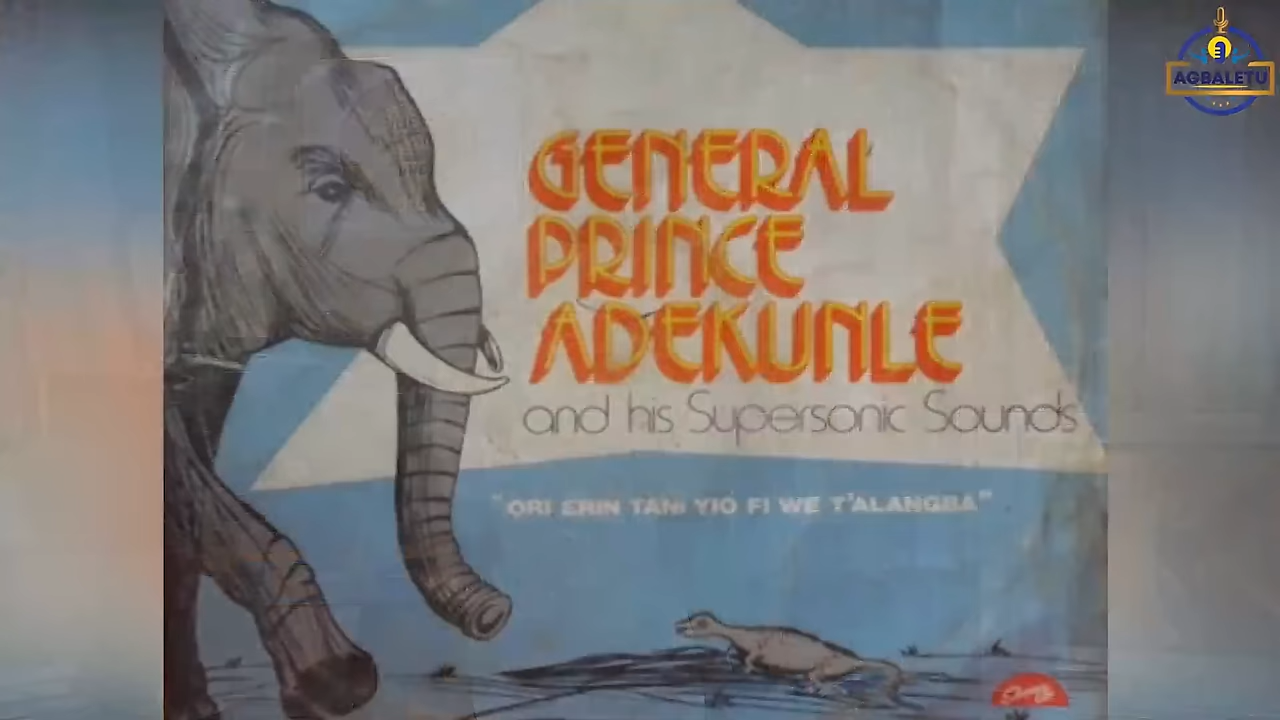 AGBALETU
GENERAL
PRINCE
ADEKUNLE
and his Supersonic Sounds
"ORI ERIN TANI YIO FI WE T'ALANGBA"